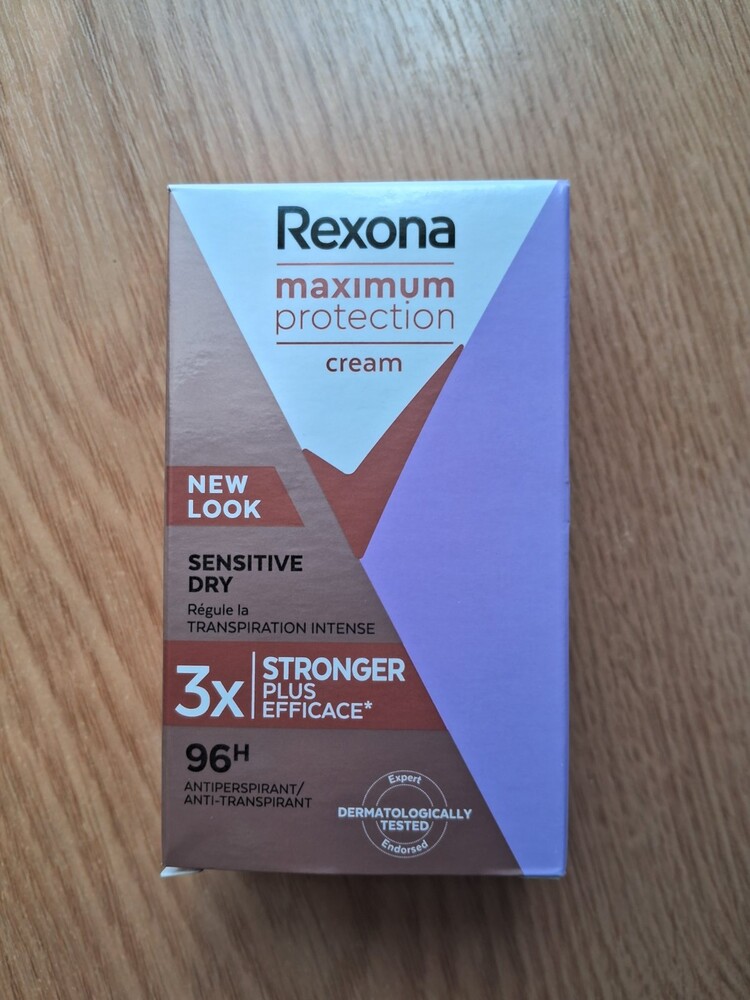 Rexona
maximum
protection
cream
NEW
LOOK
SENSITIVE
DRY
Régule la
TRANSPIRATION INTENSE
3x
STRONGER
PLUS
EFFICACE*
96H
ANTIPERSPIRANT/
ANTI-TRANSPIRANT
Expert
DERMATOLOGICALLY
TESTED
Endorsed